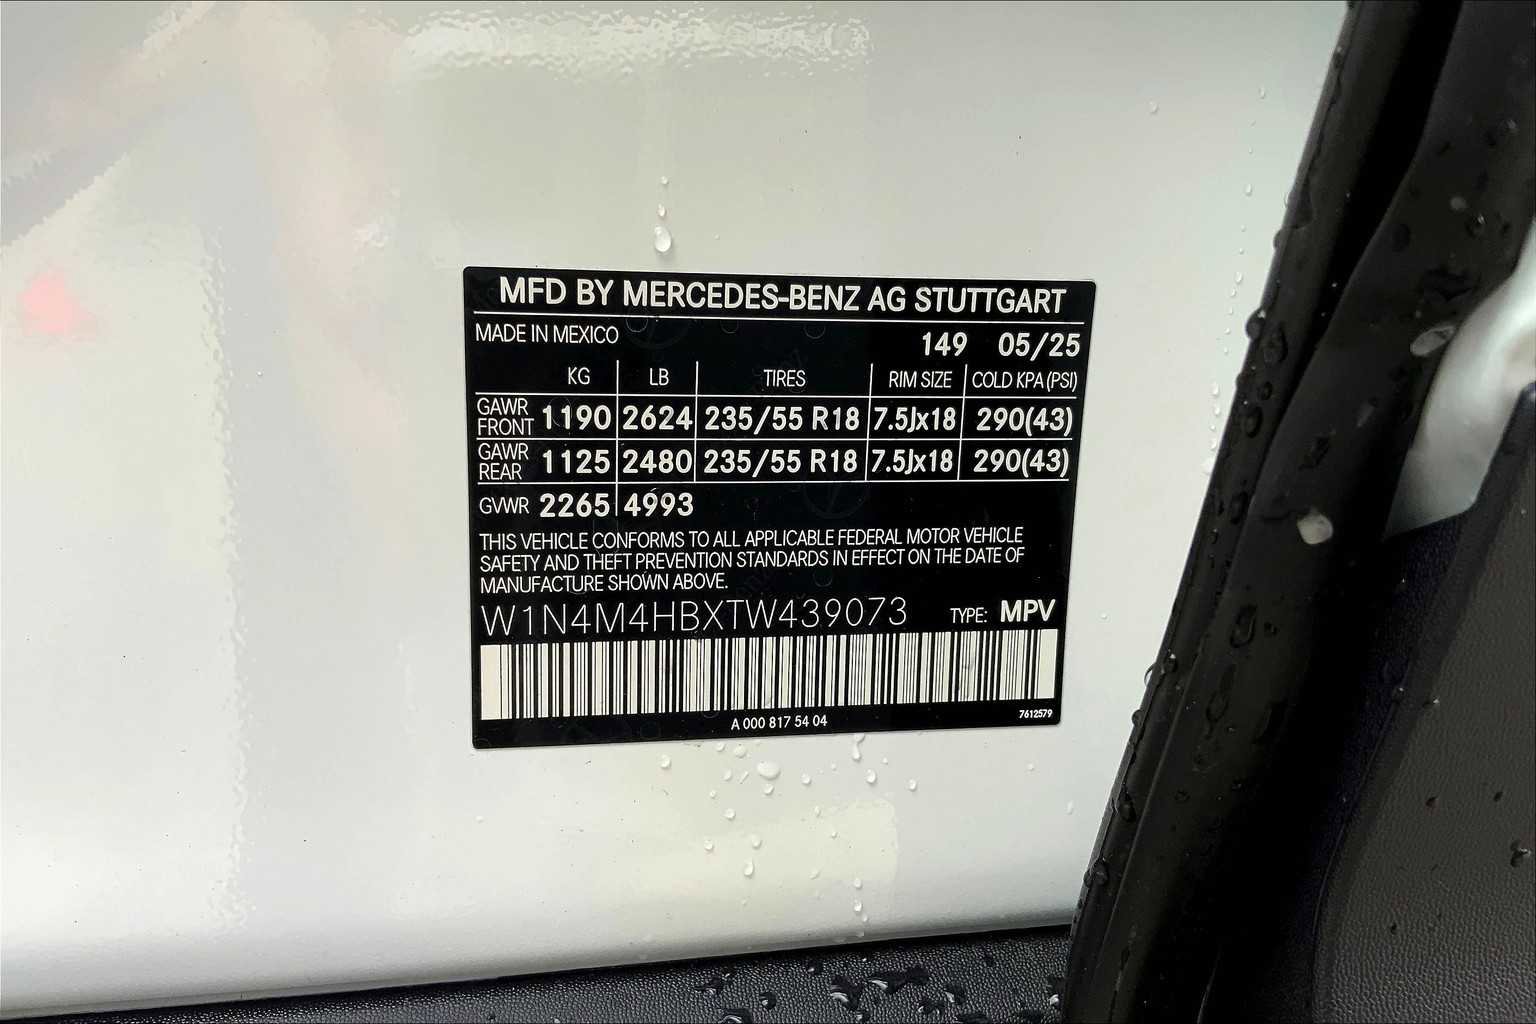 MFD BY MERCEDES-BENZ AG STUTTGART
MADE IN MEXICO 149 05/25
KG LB TIRES RIM SIZE COLD KPA (PSI)
GAWR FRONT 1190 2624 235/55 R18 7.5Jx18 290(43)
GAWR REAR 1125 2480 235/55 R18 7.5Jx18 290(43)
GVWR 2265 4993
THIS VEHICLE CONFORMS TO ALL APPLICABLE FEDERAL MOTOR VEHICLE
SAFETY AND THEFT PREVENTION STANDARDS IN EFFECT ON THE DATE OF
MANUFACTURE SHOWN ABOVE.
W1N4M4HBXTW439073 TYPE: MPV
A 000 817 54 04 7612579